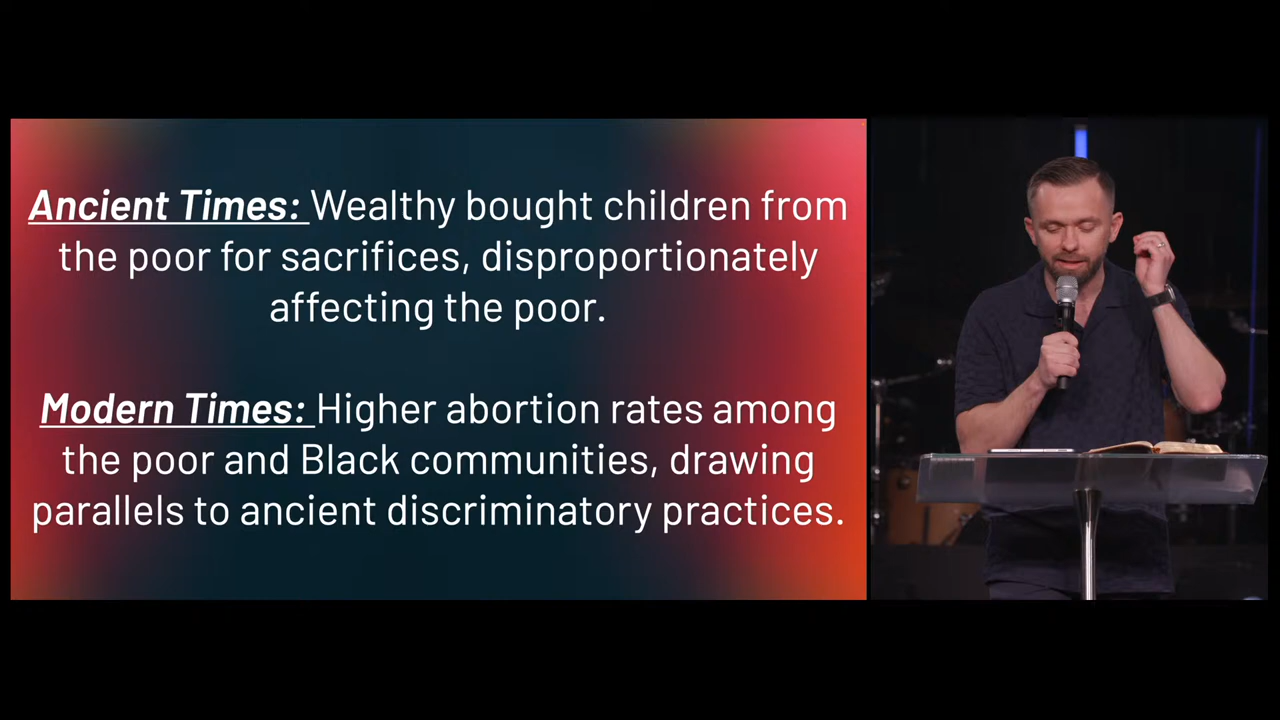 Ancient Times: Wealthy bought children from
the poor for sacrifices, disproportionately
affecting the poor.
Modern Times: Higher abortion rates among
the poor and Black communities, drawing
parallels to ancient discriminatory practices.